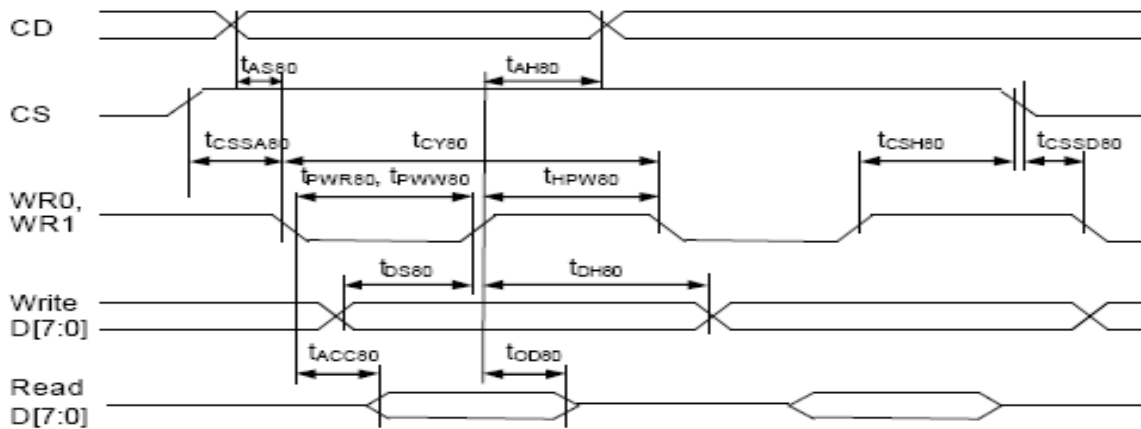 CD
tAS80
tAH80
CS
tCSSA80
tCY80
tCSH80
tCSSD80
tPWR80, tPWW80
tHPW80
WR0,
WR1
tDS80
tDH80
Write
D[7:0]
tACC80
tOD80
Read
D[7:0]